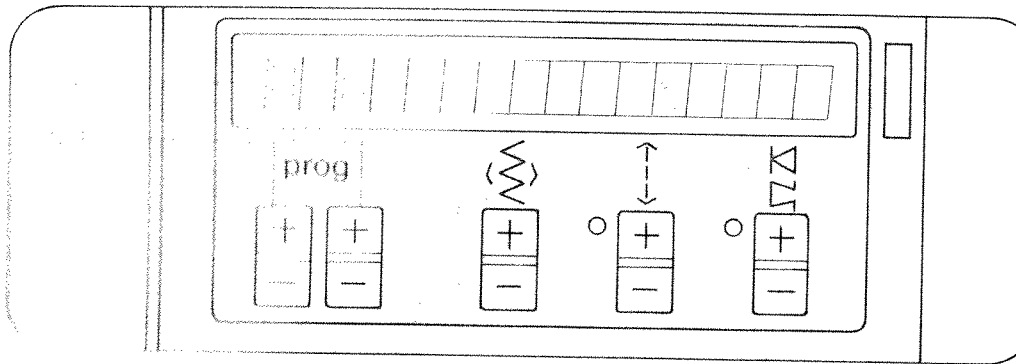 prog
+ + + + +
− − − − −